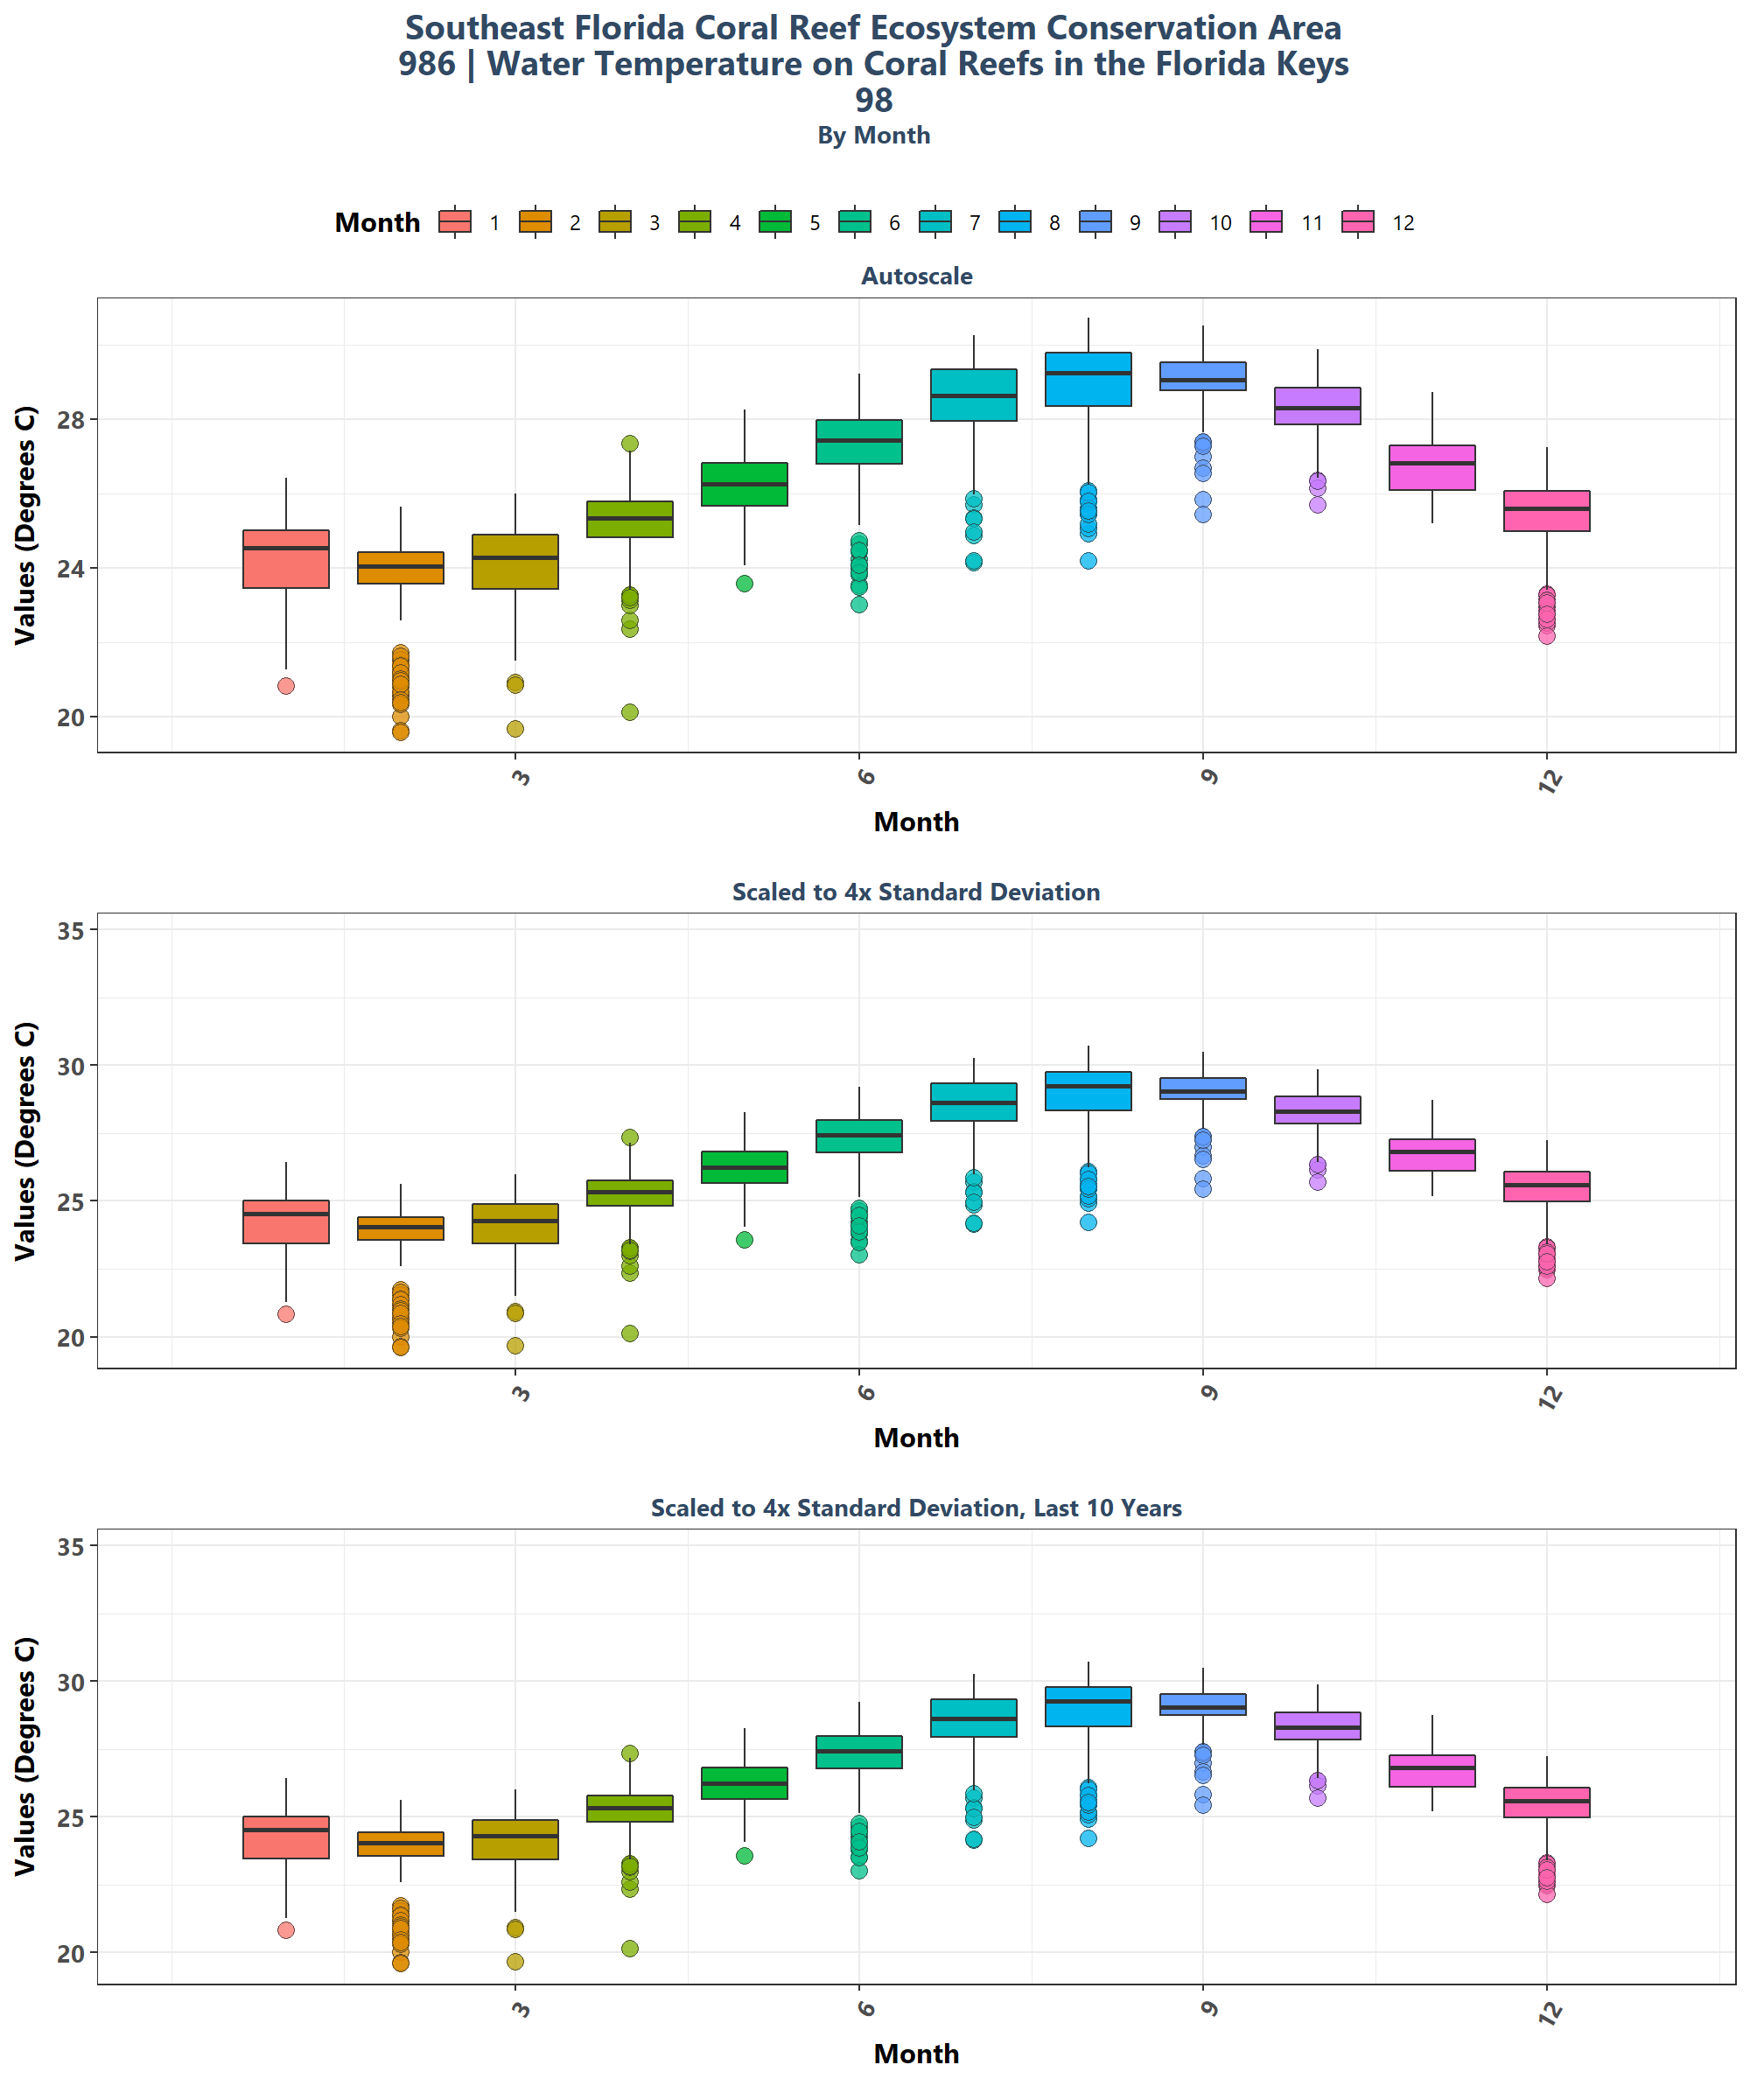 Southeast Florida Coral Reef Ecosystem Conservation Area
986 | Water Temperature on Coral Reefs in the Florida Keys
98
By Month
Month 1 2 3 4 5 6 7 8 9 10 11 12
Autoscale
Values (Degrees C)
28
24
20
3 6 9 12
Month
Scaled to 4x Standard Deviation
Values (Degrees C)
35
30
25
20
3 6 9 12
Month
Scaled to 4x Standard Deviation, Last 10 Years
Values (Degrees C)
35
30
25
20
3 6 9 12
Month